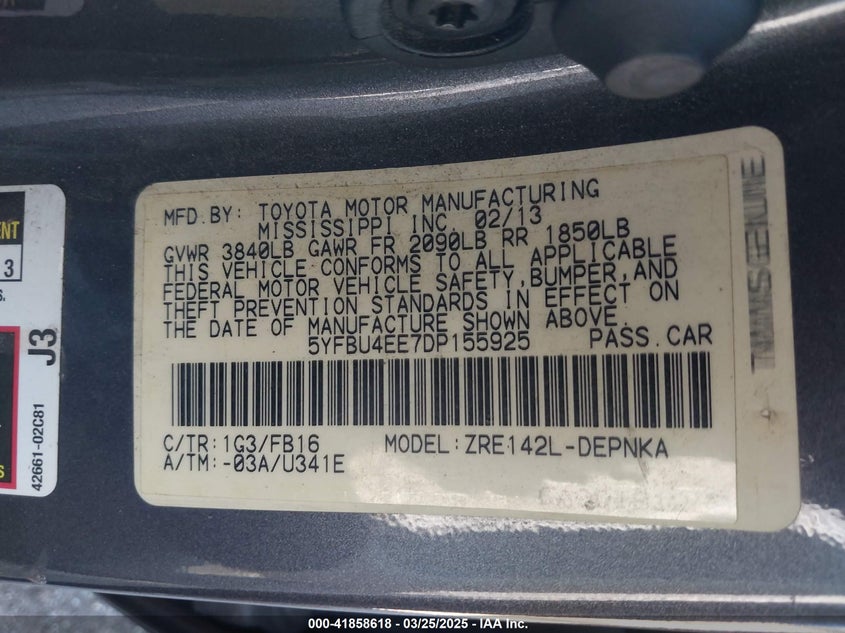 MFD.BY: TOYOTA MOTOR MANUFACTURING
MISSISSIPPI INC. 02/13
GVWR 3840LB GAWR FR 2090LB RR 1850LB
THIS VEHICLE CONFORMS TO ALL APPLICABLE
FEDERAL MOTOR VEHICLE SAFETY,BUMPER,AND
THEFT PREVENTION STANDARDS IN EFFECT ON
THE DATE OF MANUFACTURE SHOWN ABOVE.
5YFBU4EE7DP155925 PASS.CAR
C/TR:1G3/FB16 MODEL:ZRE142L-DEPNKA
A/TM:-03A/U341E
J3
42661-02C81
000-41858618 - 03/25/2025 - SALE INC.